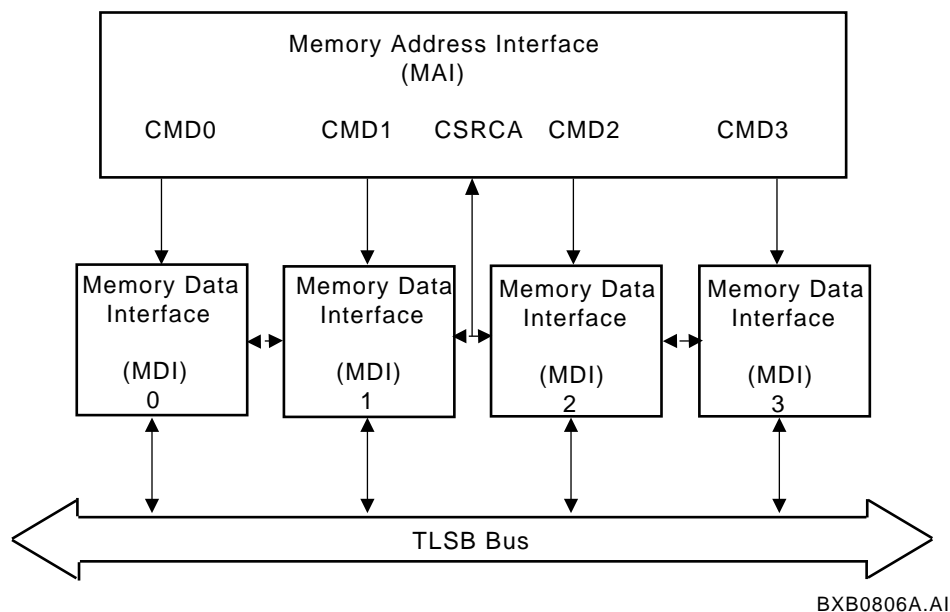 Memory Address Interface
(MAI)
CMD0 CMD1 CSRCA CMD2 CMD3
Memory Data
Interface
(MDI)
0
Memory Data
Interface
(MDI)
1
Memory Data
Interface
(MDI)
2
Memory Data
Interface
(MDI)
3
TLSB Bus
BXB0806A.AI